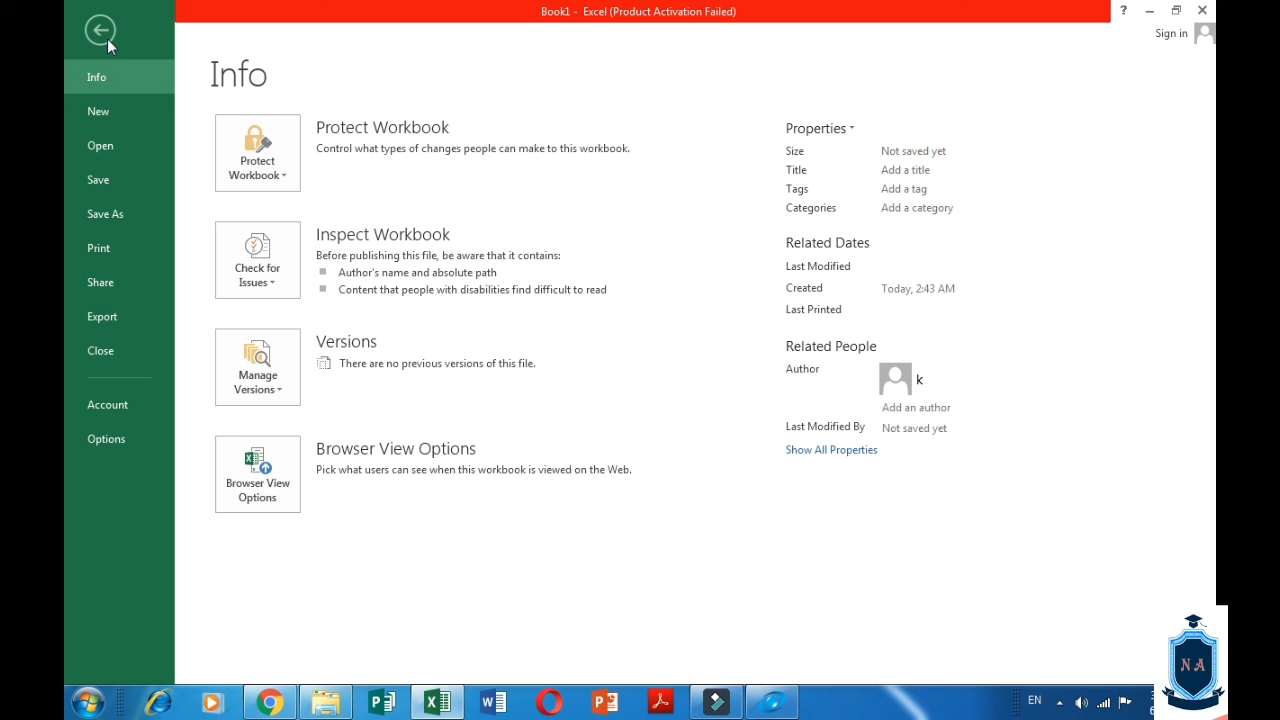 Book1 - Excel (Product Activation Failed)
?
Sign in
Info
New
Open
Save
Save As
Print
Share
Export
Close
Account
Options
Info
Protect
Workbook
Protect Workbook
Control what types of changes people can make to this workbook.
Check for
Issues
Inspect Workbook
Before publishing this file, be aware that it contains:
Author's name and absolute path
Content that people with disabilities find difficult to read
Manage
Versions
Versions
There are no previous versions of this file.
Browser View
Options
Browser View Options
Pick what users can see when this workbook is viewed on the Web.
Properties
Size Not saved yet
Title Add a title
Tags Add a tag
Categories Add a category
Related Dates
Last Modified
Created Today, 2:43 AM
Last Printed
Related People
Author k
Add an author
Last Modified By Not saved yet
Show All Properties
EN
NA